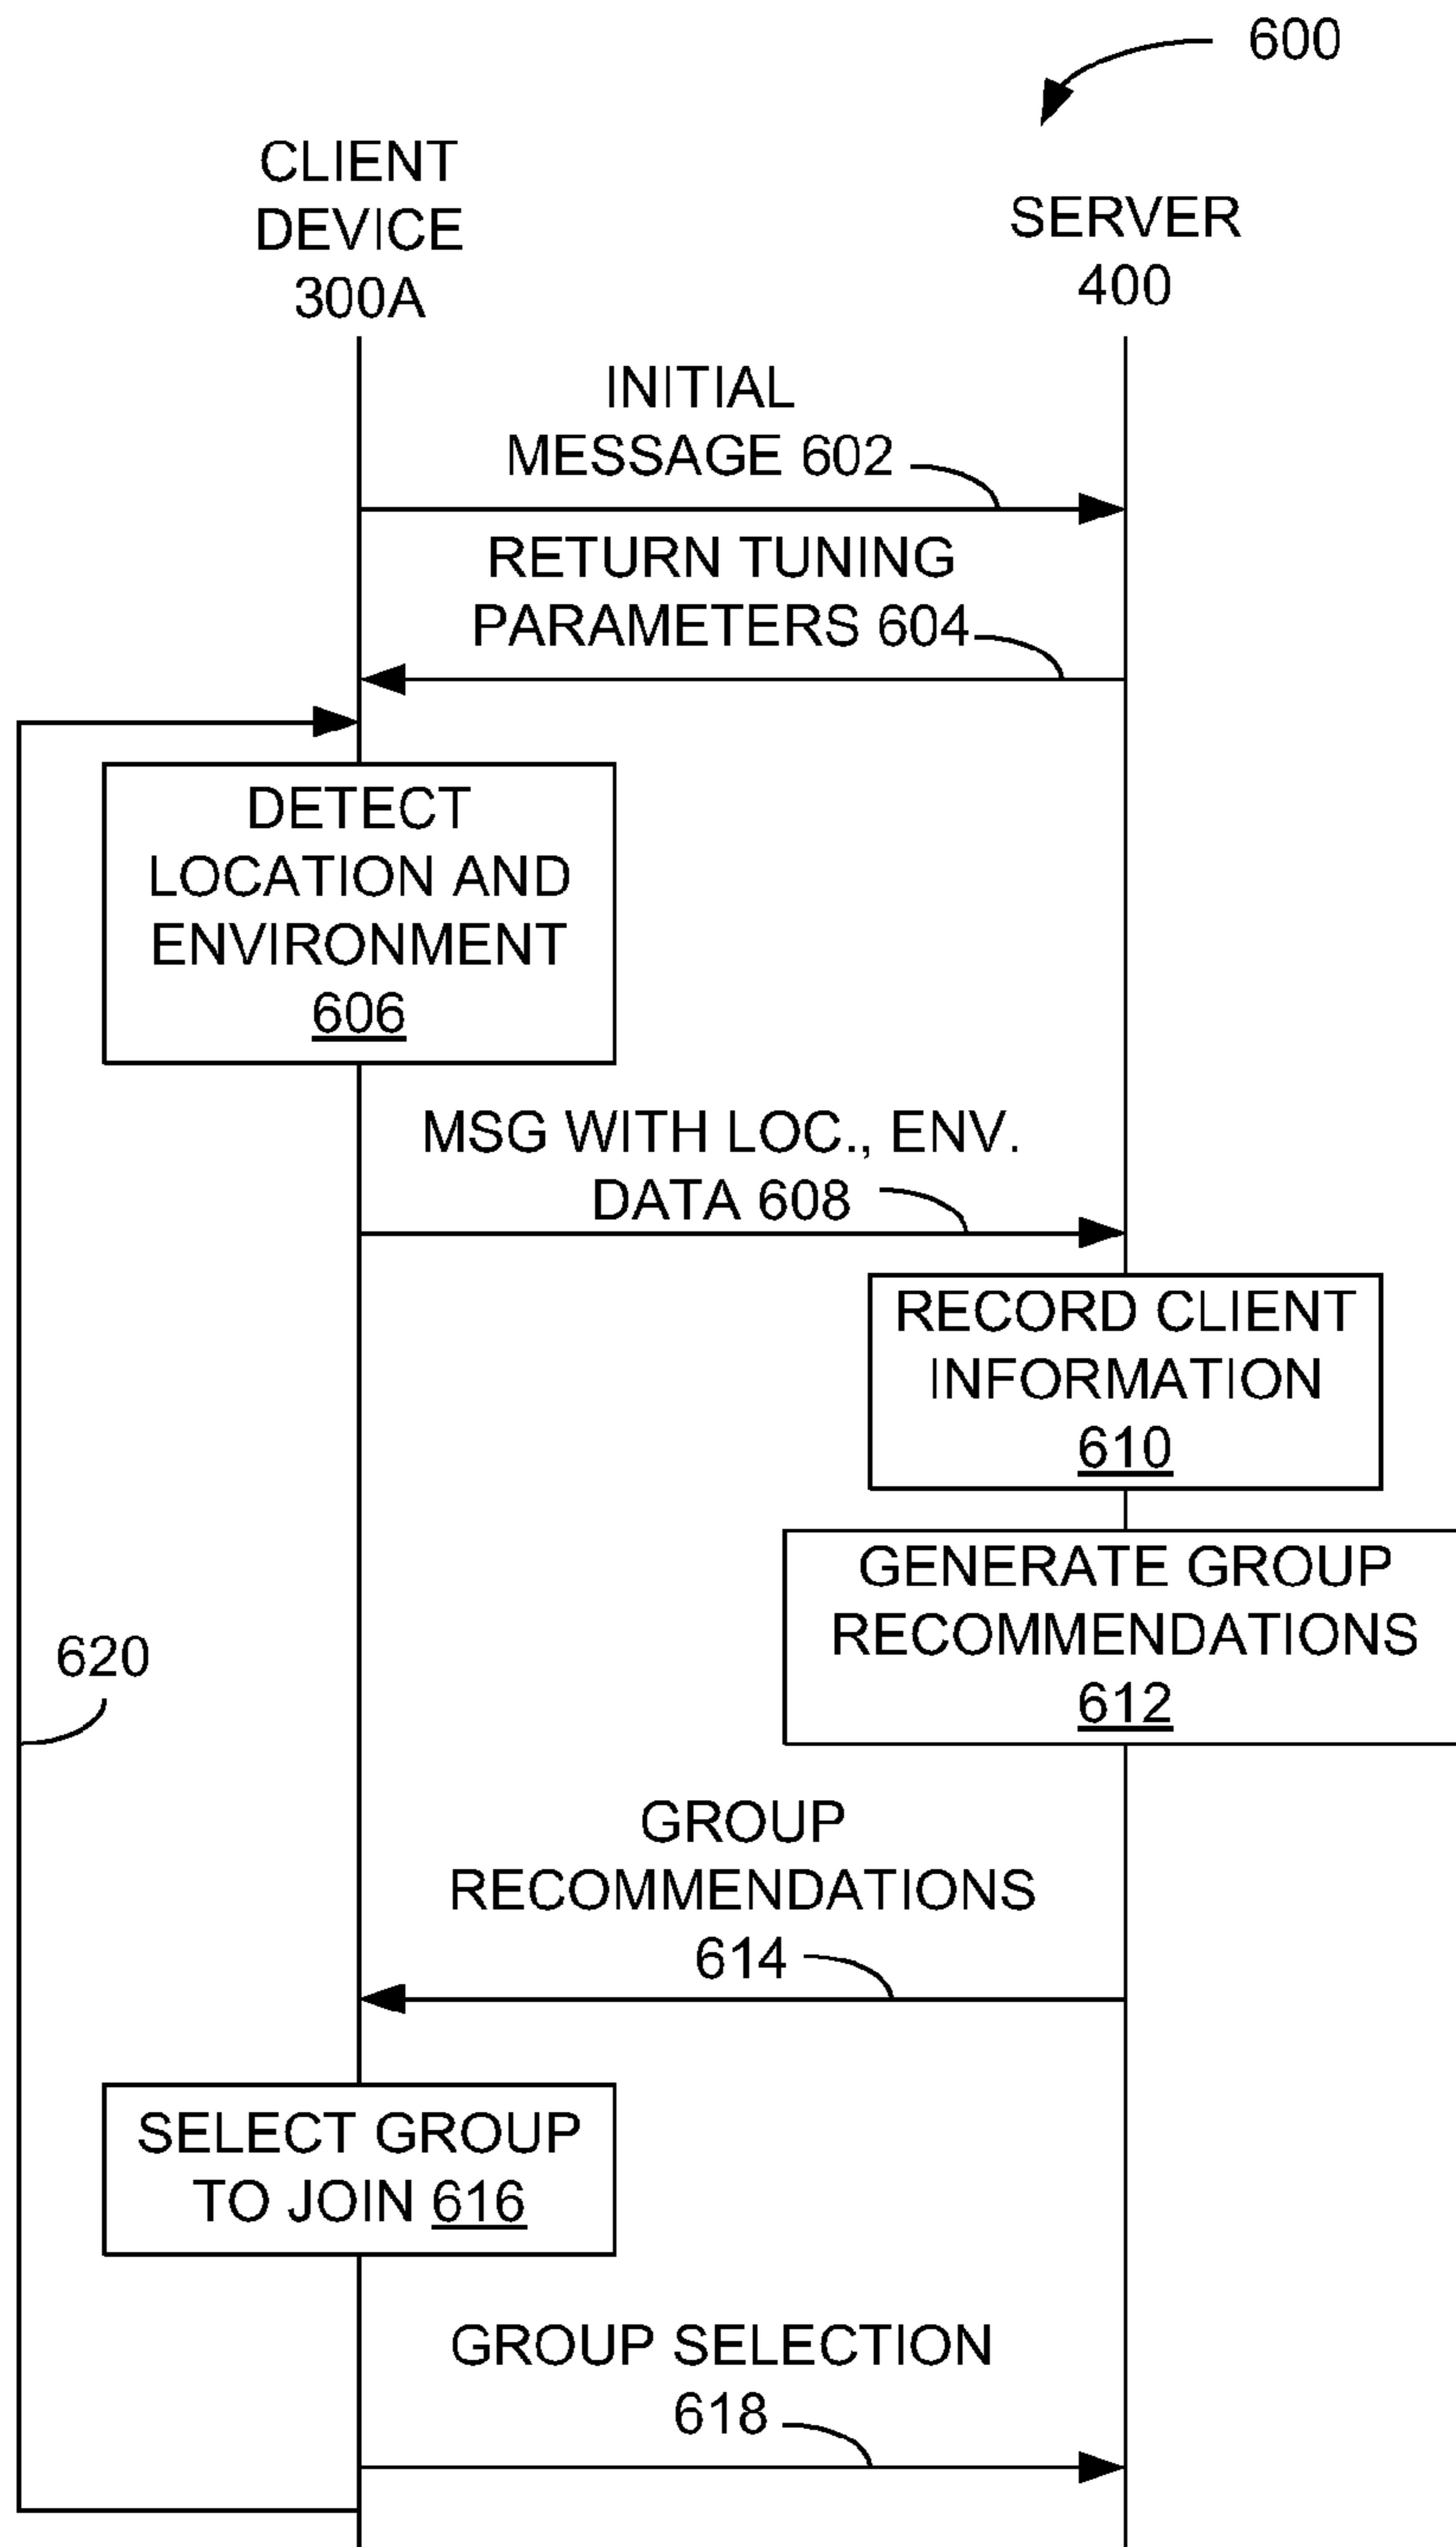 600
CLIENT
DEVICE
300A
SERVER
400
INITIAL
MESSAGE 602
RETURN TUNING
PARAMETERS 604
DETECT
LOCATION AND
ENVIRONMENT
606
MSG WITH LOC., ENV.
DATA 608
RECORD CLIENT
INFORMATION
610
GENERATE GROUP
RECOMMENDATIONS
612
620
GROUP
RECOMMENDATIONS
614
SELECT GROUP
TO JOIN 616
GROUP SELECTION
618